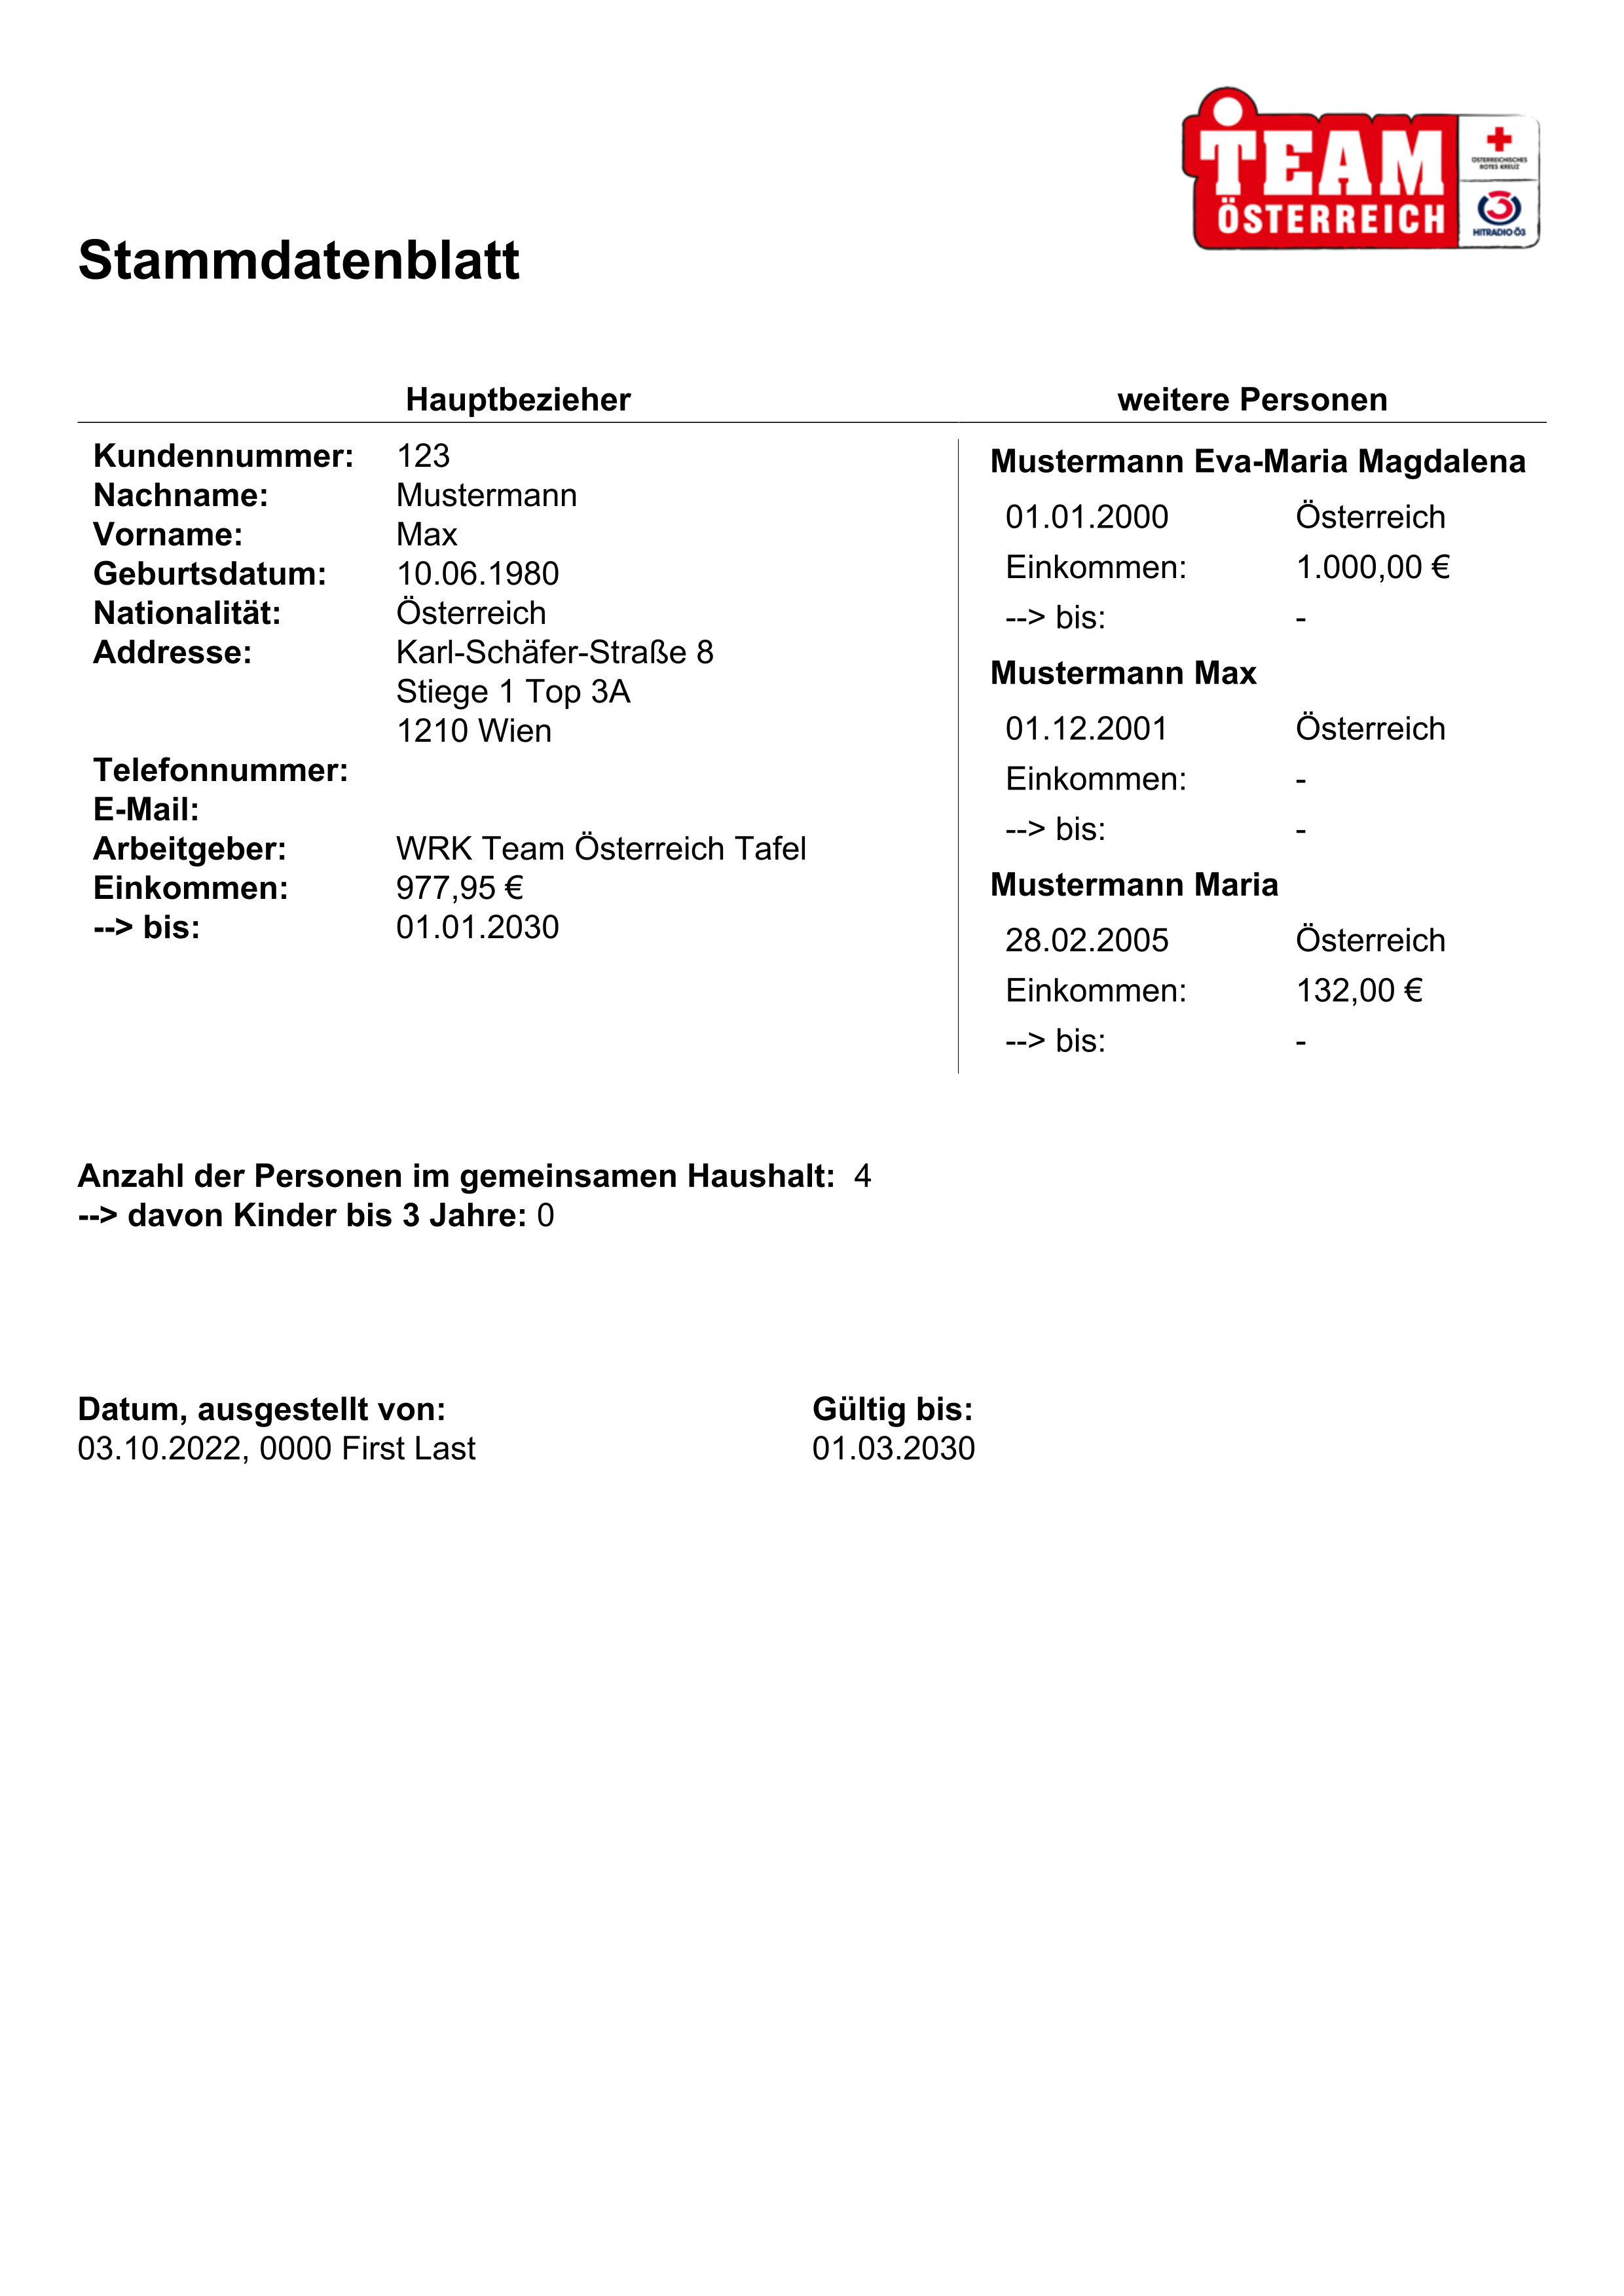 TEAM
ÖSTERREICH
ÖSTERREICHISCHES
ROTES KREUZ
3
HITRADIO Ö3
Stammdatenblatt
Hauptbezieher
Kundennummer: 123
Nachname: Mustermann
Vorname: Max
Geburtsdatum: 10.06.1980
Nationalität: Österreich
Addresse: Karl-Schäfer-Straße 8
Stiege 1 Top 3A
1210 Wien
Telefonnummer:
E-Mail:
Arbeitgeber: WRK Team Österreich Tafel
Einkommen: 977,95 €
--> bis: 01.01.2030
weitere Personen
Mustermann Eva-Maria Magdalena
01.01.2000 Österreich
Einkommen: 1.000,00 €
--> bis: -
Mustermann Max
01.12.2001 Österreich
Einkommen: -
--> bis: -
Mustermann Maria
28.02.2005 Österreich
Einkommen: 132,00 €
--> bis: -
Anzahl der Personen im gemeinsamen Haushalt: 4
--> davon Kinder bis 3 Jahre: 0
Datum, ausgestellt von:
03.10.2022, 0000 First Last
Gültig bis:
01.03.2030